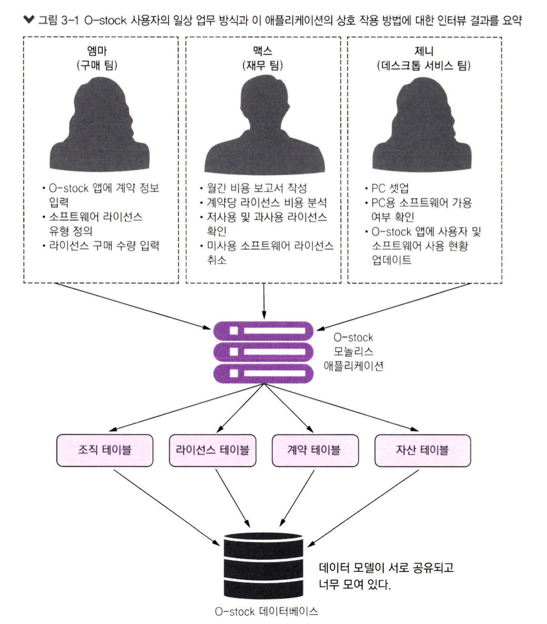 그림 3-1 O-stock 사용자의 일상 업무 방식과 이 애플리케이션의 상호 작용 방법에 대한 인터뷰 결과를 요약
엠마
(구매 팀)
• O-stock 앱에 계약 정보
입력
• 소프트웨어 라이선스
유형 정의
• 라이선스 구매 수량 입력
맥스
(재무 팀)
• 월간 비용 보고서 작성
• 계약당 라이선스 비용 분석
• 저사용 및 과사용 라이선스
확인
• 미사용 소프트웨어 라이선스
취소
제니
(데스크톱 서비스 팀)
• PC 셋업
• PC용 소프트웨어 가용
여부 확인
• O-stock 앱에 사용자 및
소프트웨어 사용 현황
업데이트
O-stock
모놀리스
애플리케이션
조직 테이블
라이선스 테이블
계약 테이블
자산 테이블
데이터 모델이 서로 공유되고
너무 모여 있다.
O-stock 데이터베이스